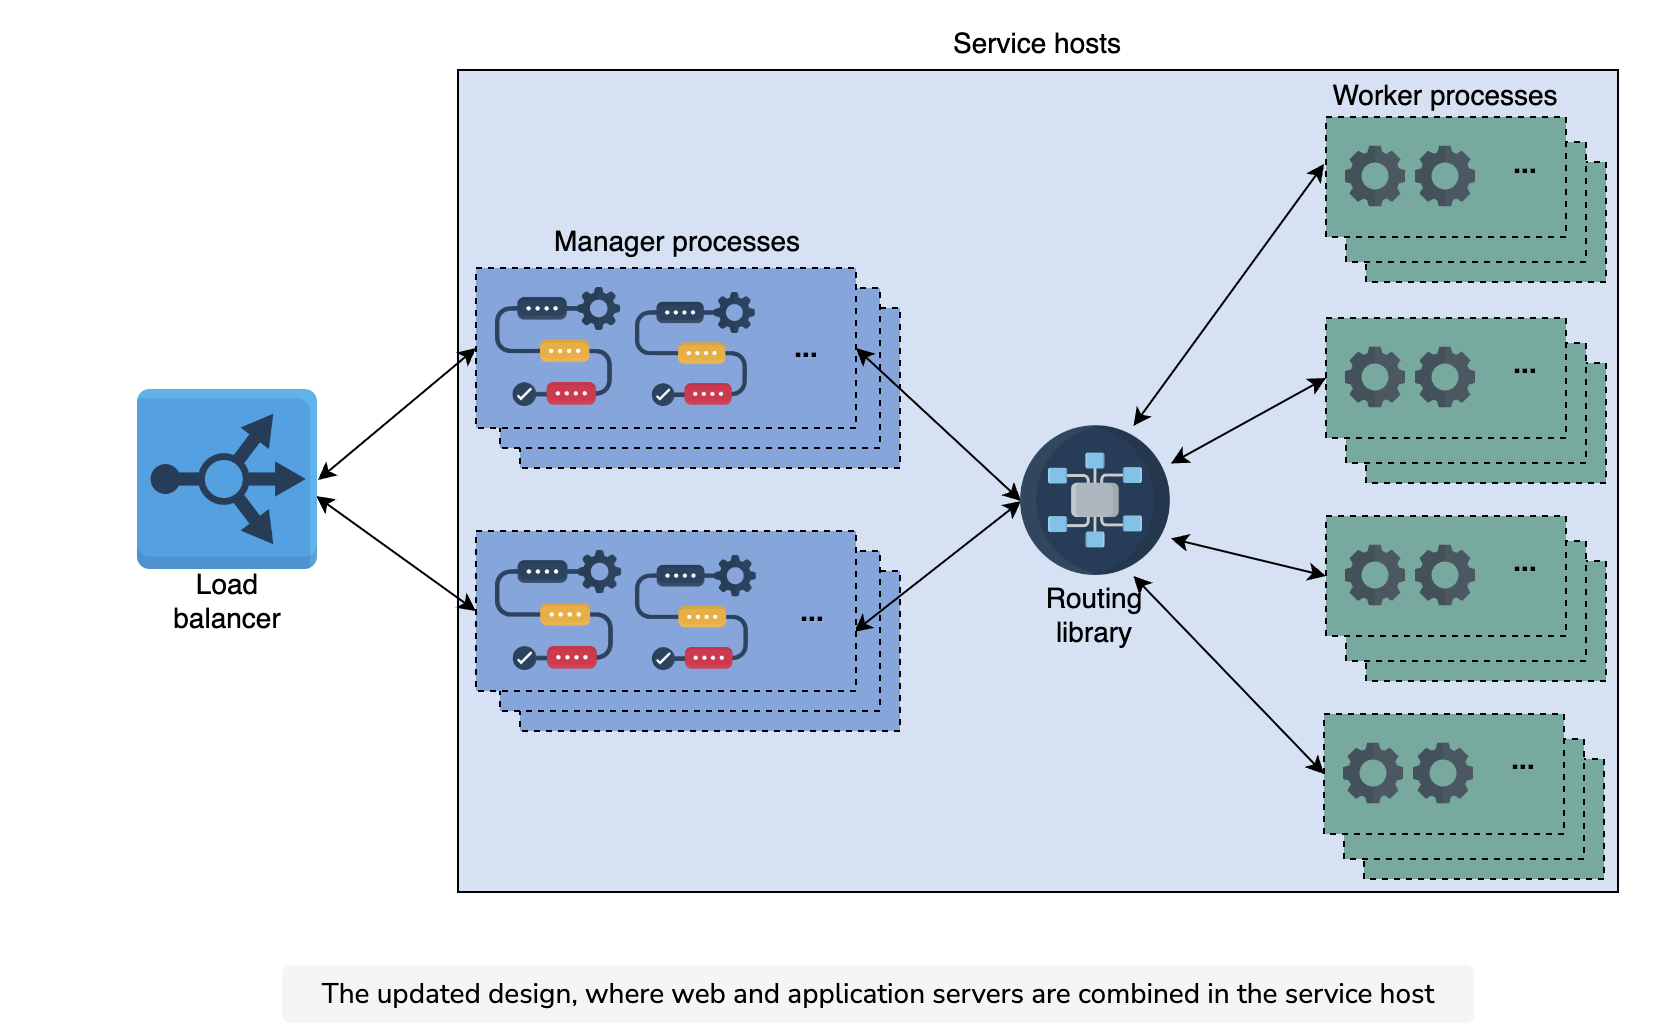 Service hosts
Worker processes
...
Manager processes
...
...
Load
balancer
Routing
library
...
...
...
The updated design, where web and application servers are combined in the service host